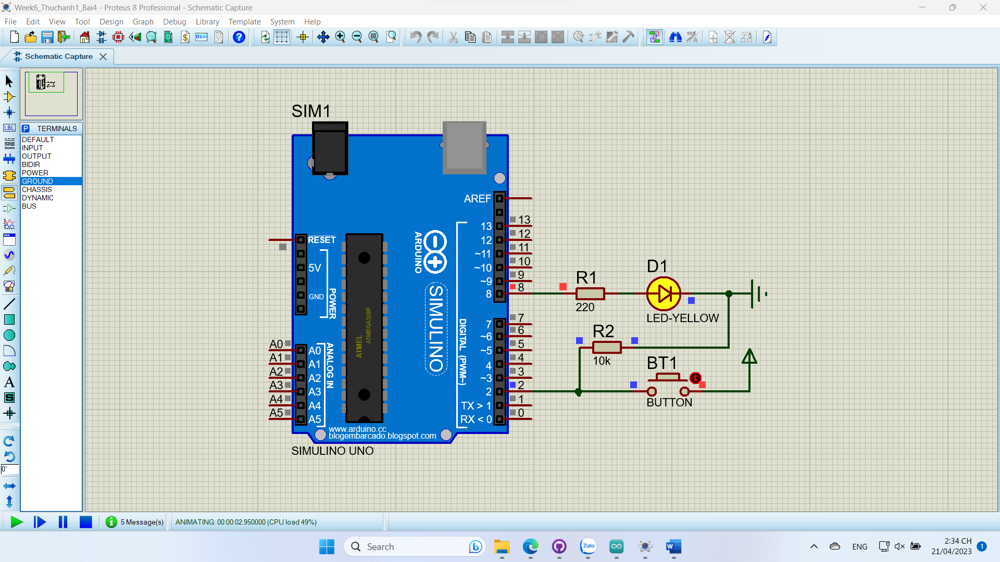 Week6_Thuchanh1_Bai4 - Proteus 8 Professional - Schematic Capture
File Edit View Tool Design Graph Debug Library Template System Help
Schematic Capture
TERMINALS
DEFAULT
INPUT
OUTPUT
BIDIR
POWER
GROUND
CHASSIS
DYNAMIC
BUS
LBL
0°
SIM1
AREF
13
13
12
12
11
~11
10
~10
9
~9
8
8
7
7
6
~6
5
~5
4
4
3
~3
2
2
1
TX > 1
0
RX < 0
RESET
5V
GND
POWER
A0
A0
A1
A1
A2
A2
A3
A3
A4
A5
A5
ANALOG IN
ATMEL
ATMEGA328P
ARDUINO
SIMULINO
DIGITAL (PWM~)
www.arduino.cc
blogembarcado.blogspot.com
SIMULINO UNO
R1
220
D1
LED-YELLOW
R2
10k
BT1
BUTTON
5 Message(s)
ANIMATING: 00:00:02.950000 (CPU load 49%)
Search
Zalo
ENG
2:34 CH
21/04/2023
1